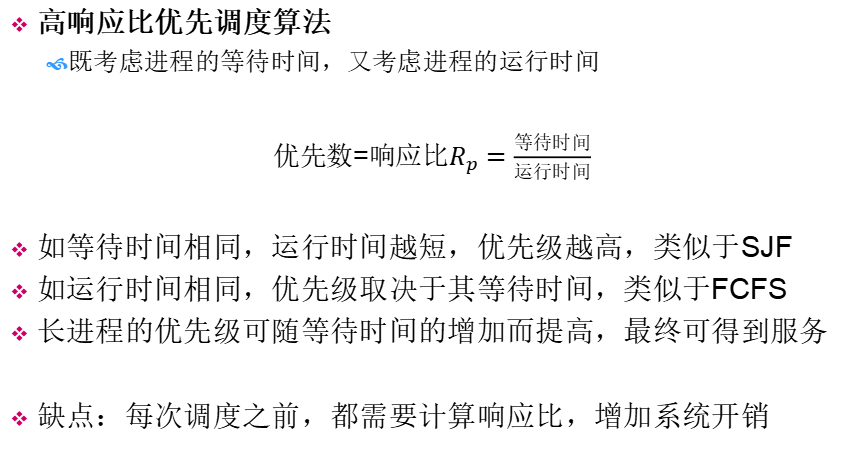 高响应比优先调度算法
既考虑进程的等待时间，又考虑进程的运行时间
优先数=响应比Rₚ = 等待时间/运行时间
如等待时间相同，运行时间越短，优先级越高，类似于SJF
如运行时间相同，优先级取决于其等待时间，类似于FCFS
长进程的优先级可随等待时间的增加而提高，最终可得到服务
缺点：每次调度之前，都需要计算响应比，增加系统开销